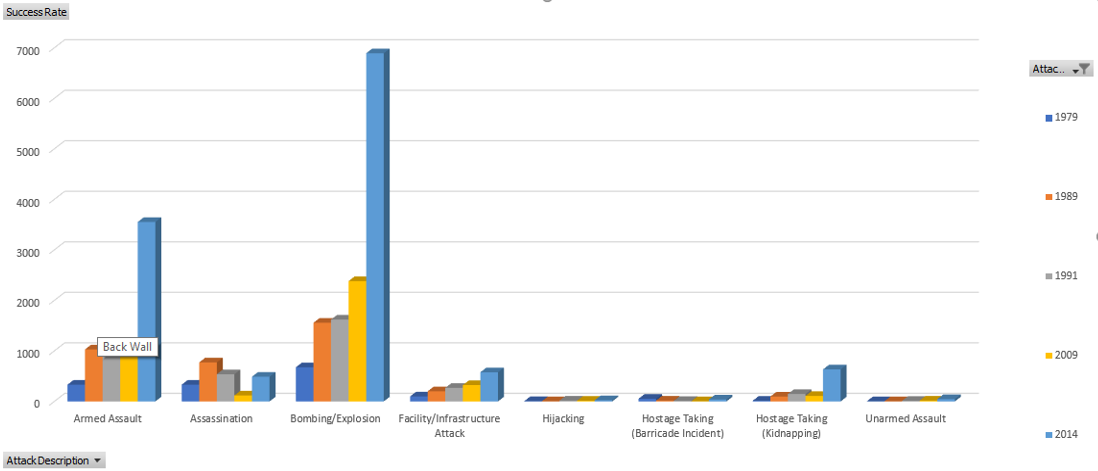 Success Rate
7000
6000
5000
4000
3000
2000
1000
0
Back Wall
Armed Assault
Assassination
Bombing/Explosion
Facility/Infrastructure
Attack
Hijacking
Hostage Taking
(Barricade Incident)
Hostage Taking
(Kidnapping)
Unarmed Assault
Attack Description
Attac..
1979
1989
1991
2009
2014